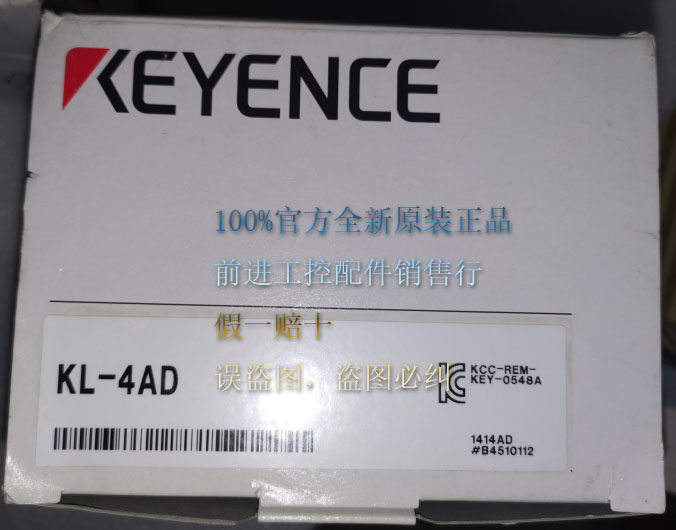 KEYENCE
100%官方全新原装正品
前进工控配件销售行
假一赔十
误盗图，盗图必纠
KL-4AD
KCC-REM-
KEY-0548A
1414AD
#B4510112